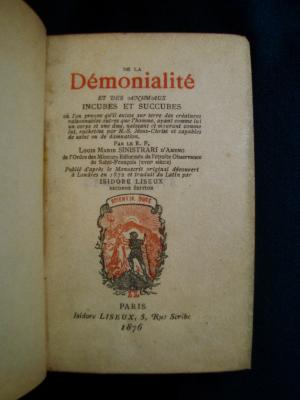 DE LA
Démonialité
ET DES ANIMAUX
INCUBES ET SUCCUBES
où l'on prouve qu'il existe sur terre des créatures
raisonnables autres que l'homme, ayant comme lui
un corps et une âme, naissant et mourant comme
lui, rachetées par N.-S. Jésus-Christ et capables
de salut ou de damnation.
PAR LE R. P.
LOUIS MARIE SINISTRARI D'AMENO
de l'Ordre des Mineurs Réformés de l'étroite Observance
de Saint-François (XVIIe siècle)
Publié d'après le Manuscrit original découvert
à Londres en 1872 et traduit du Latin par
ISIDORE LISEUX
SECONDE ÉDITION
SCIENTIA DUCE
PARIS
Isidore LISEUX, 5, Rue Scribe
1876